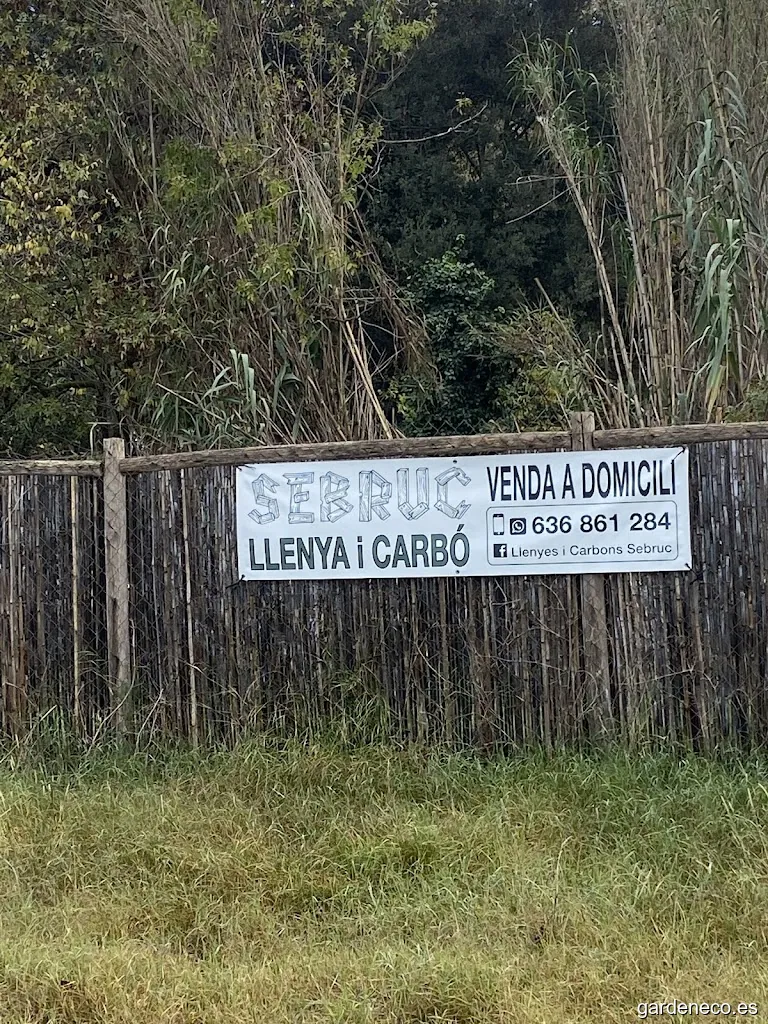 SEBRUC
LLENYA i CARBÓ
VENDA A DOMICILI
636 861 284
Llenyes i Carbons Sebruc
gardeneco.es